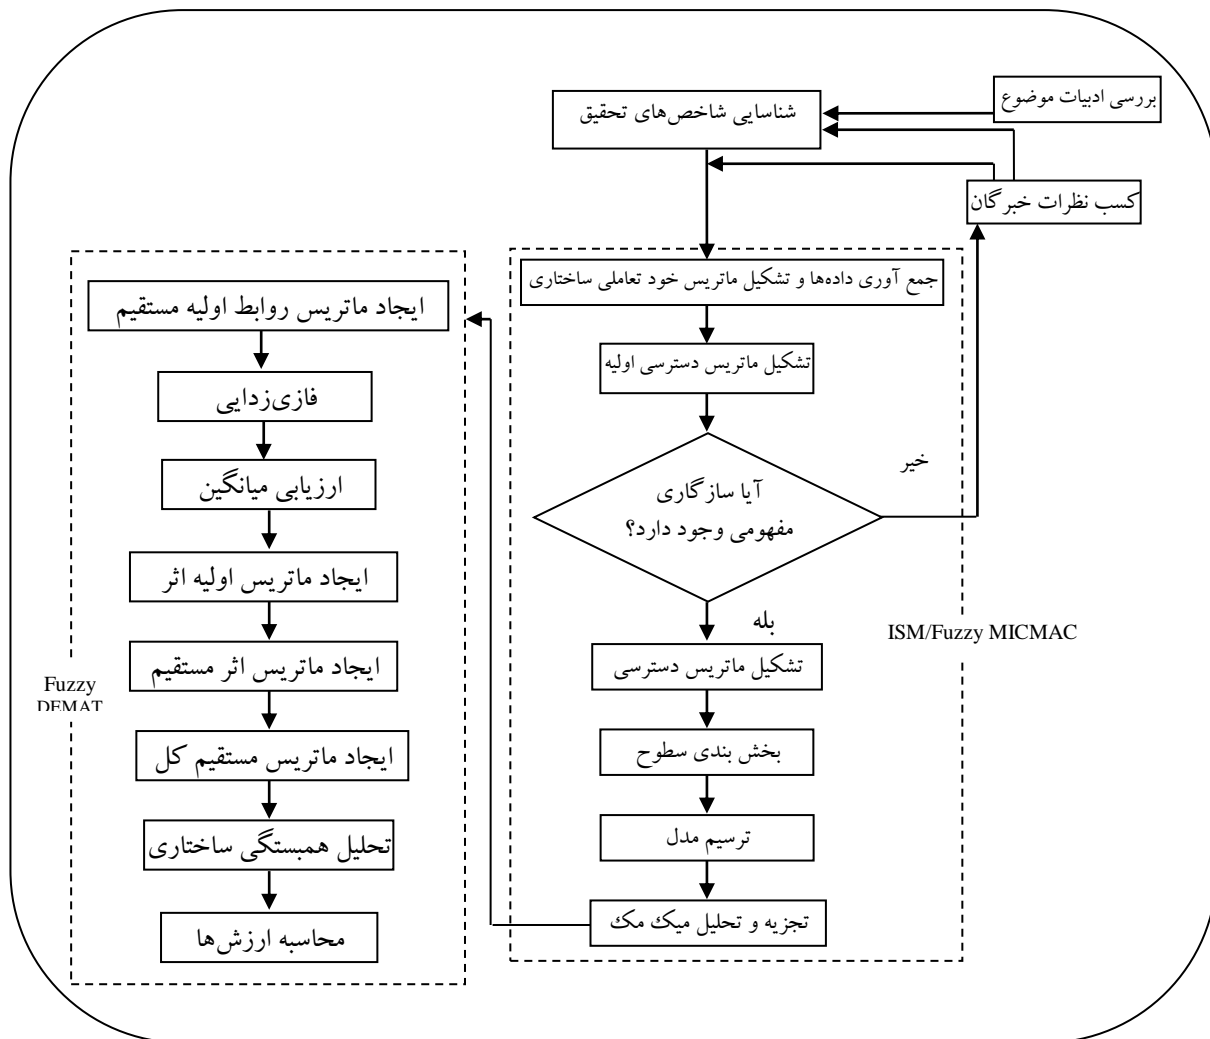 بررسی ادبیات موضوع
شناسایی شاخص‌های تحقیق
کسب نظرات خبرگان
جمع آوری داده‌ها و تشکیل ماتریس خود تعاملی ساختاری
تشکیل ماتریس دسترسی اولیه
آیا سازگاری
مفهومی وجود دارد؟
خیر
بله
ISM/Fuzzy MICMAC
تشکیل ماتریس دسترسی
بخش بندی سطوح
ترسیم مدل
تجزیه و تحلیل میک مک
ایجاد ماتریس روابط اولیه مستقیم
فازی‌زدایی
ارزیابی میانگین
ایجاد ماتریس اولیه اثر
ایجاد ماتریس اثر مستقیم
Fuzzy
DEMAT
ایجاد ماتریس مستقیم کل
تحلیل همبستگی ساختاری
محاسبه ارزش‌ها